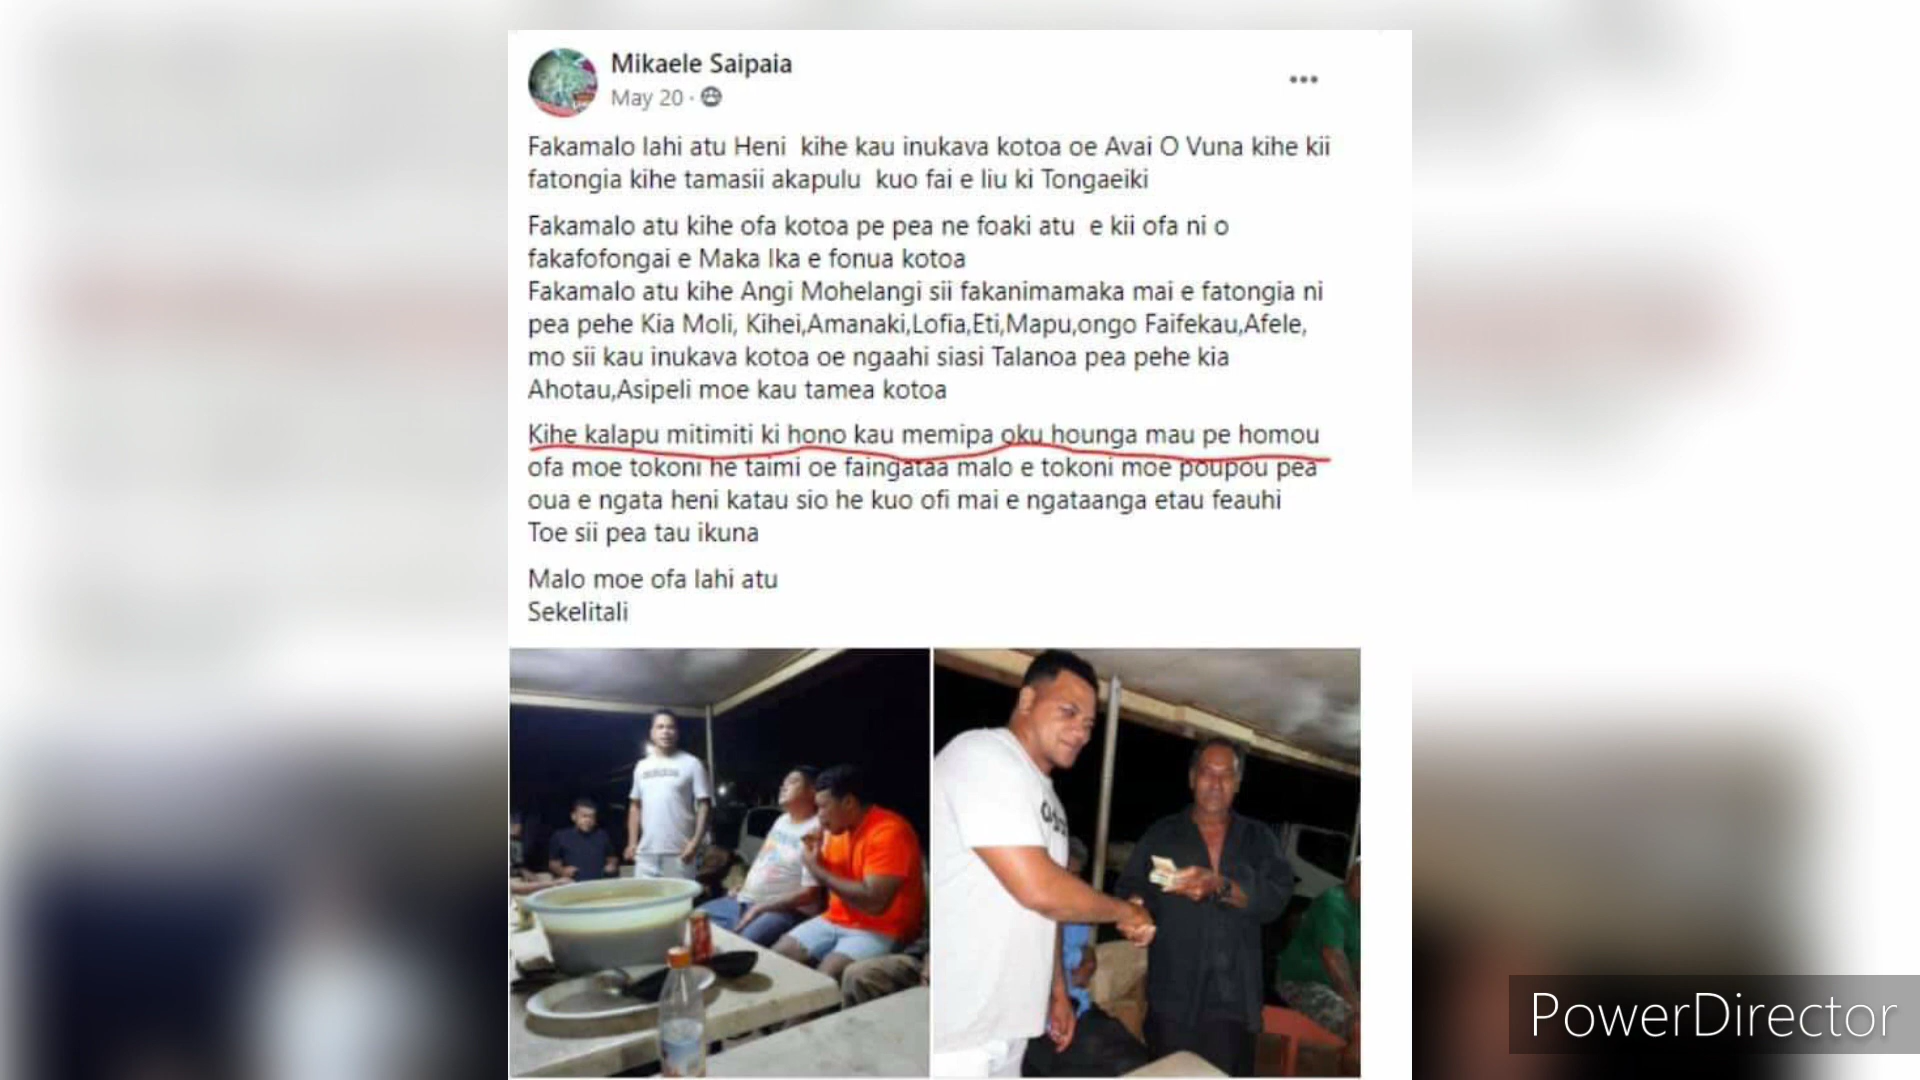 Mikaele Saipaia
May 20 ·
Fakamalo lahi atu Heni kihe kau inukava kotoa oe Avai O Vuna kihe kii
fatongia kihe tamasii akapulu kuo fai e liu ki Tongaeiki
Fakamalo atu kihe ofa kotoa pe pea ne foaki atu e kii ofa ni o
fakafofongai e Maka Ika e fonua kotoa
Fakamalo atu kihe Angi Mohelangi sii fakanimamaka mai e fatongia ni
pea pehe Kia Moli, Kihei,Amanaki,Lofia,Eti,Mapu,ongo Faifekau,Afele,
mo sii kau inukava kotoa oe ngaahi siasi Talanoa pea pehe kia
Ahotau,Asipeli moe kau tamea kotoa
Kihe kalapu mitimiti ki hono kau memipa oku hounga mau pe homou
ofa moe tokoni he taimi oe faingataa malo e tokoni moe poupou pea
oua e ngata heni katau sio he kuo ofi mai e ngataanga etau feauhi
Toe sii pea tau ikuna
Malo moe ofa lahi atu
Sekelitali
PowerDirector